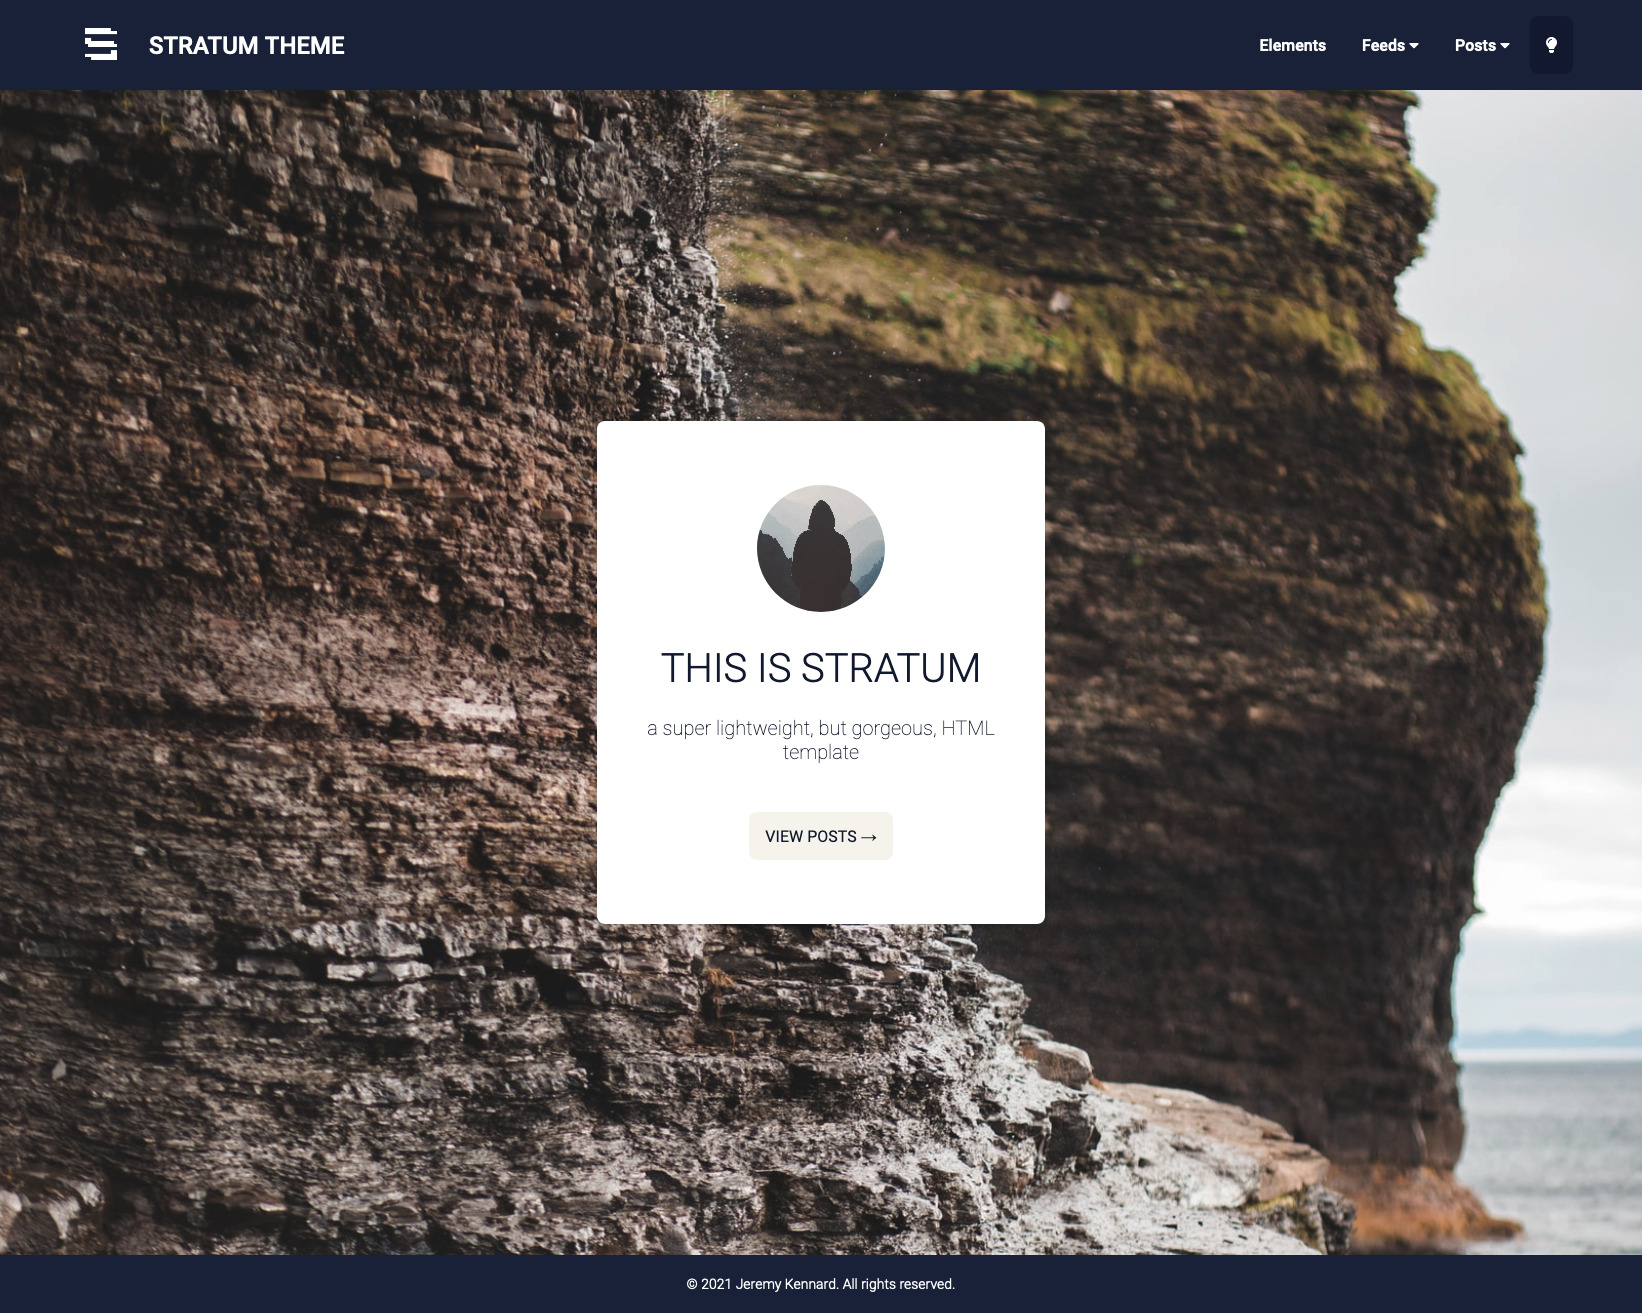 STRATUM THEME
Elements
Feeds
Posts
THIS IS STRATUM
a super lightweight, but gorgeous, HTML
template
VIEW POSTS →
© 2021 Jeremy Kennard. All rights reserved.